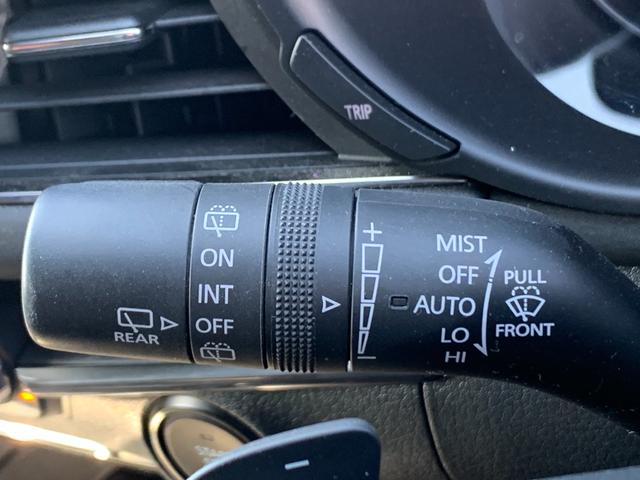 TRIP
ON
INT
OFF
REAR
+
−
MIST
OFF
AUTO
LO
HI
PULL
FRONT
−